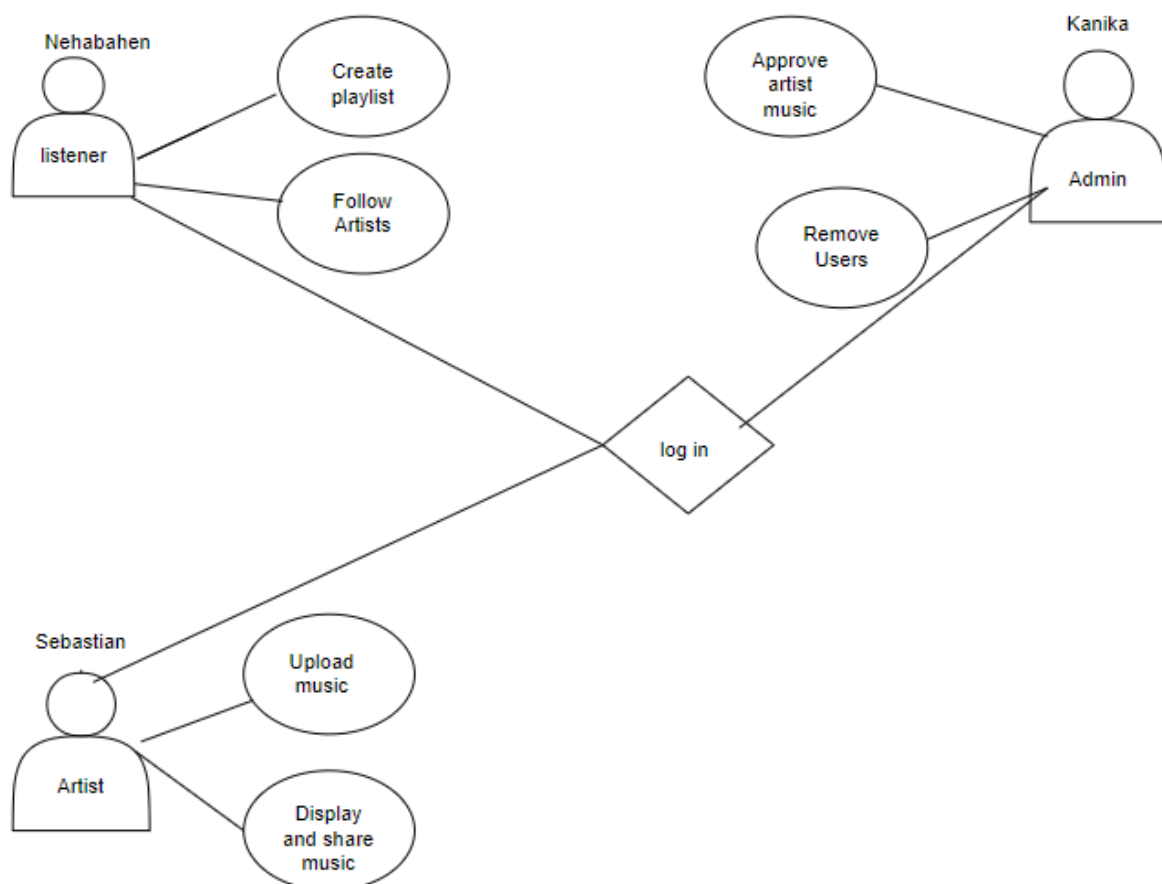 Nehabahen
listener
Create
playlist
Follow
Artists
Kanika
Admin
Approve
artist
music
Remove
Users
log in
Sebastian
Artist
Upload
music
Display
and share
music